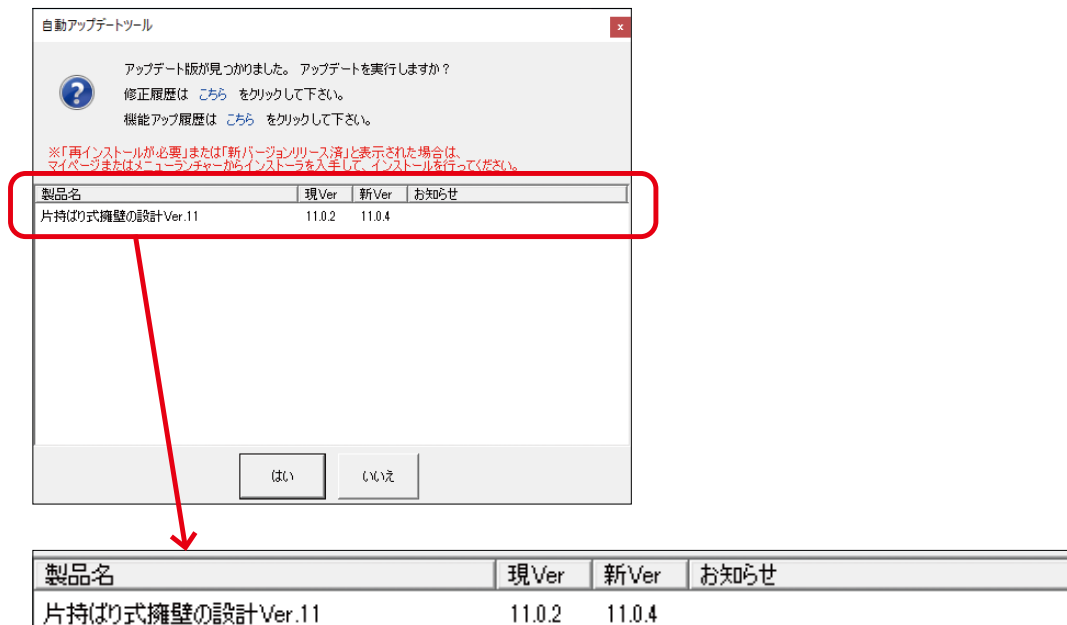 自動アップデートツール
x
アップデート版が見つかりました。 アップデートを実行しますか？
修正履歴は こちら をクリックして下さい。
機能アップ履歴は こちら をクリックして下さい。
※「再インストールが必要」または「新バージョンリリース済」と表示された場合は、
マイページまたはメニューランチャーからインストーラを入手して、インストールを行ってください。
製品名 現Ver 新Ver お知らせ
片持ばり式擁壁の設計Ver.11 11.0.2 11.0.4
はい いいえ
製品名 現Ver 新Ver お知らせ
片持ばり式擁壁の設計Ver.11 11.0.2 11.0.4